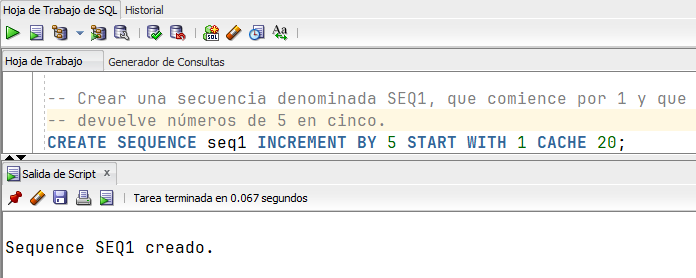 Hoja de Trabajo de SQL Historial
Hoja de Trabajo Generador de Consultas
-- Crear una secuencia denominada SEQ1, que comience por 1 y que
-- devuelve números de 5 en cinco.
CREATE SEQUENCE seq1 INCREMENT BY 5 START WITH 1 CACHE 20;
Salida de Script x
Tarea terminada en 0.067 segundos
Sequence SEQ1 creado.